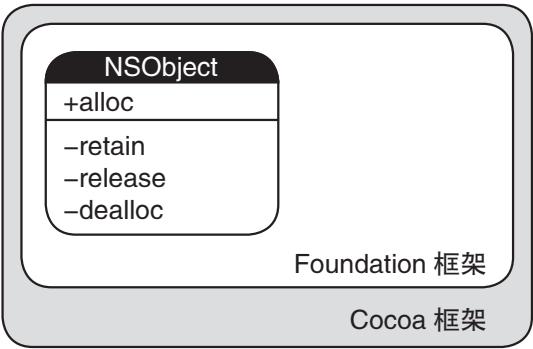 NSObject
+alloc
–retain
–release
–dealloc
Foundation 框架
Cocoa 框架